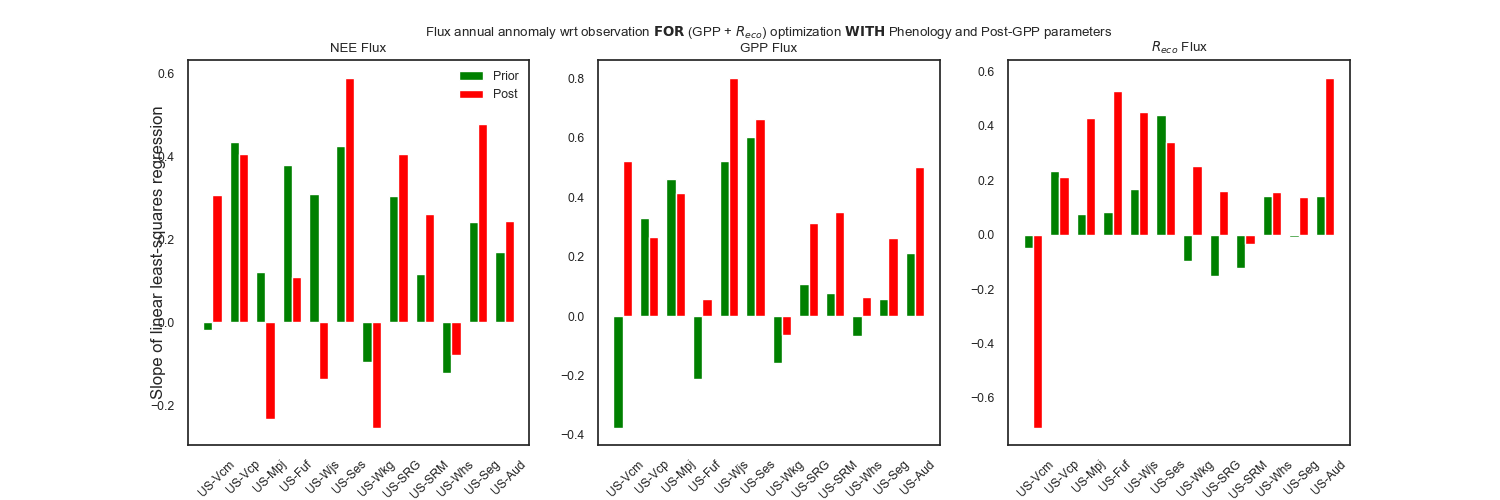 Flux annual annomaly wrt observation FOR (GPP + R_eco) optimization WITH Phenology and Post-GPP parameters
NEE Flux
Prior
Post
Slope of linear least-squares regression
0.6
0.4
0.2
0.0
−0.2
US-Vcm
US-Vcp
US-Mpj
US-Fuf
US-Wjs
US-Ses
US-Wkg
US-SRG
US-SRM
US-Whs
US-Seg
US-Aud
GPP Flux
0.8
0.6
0.4
0.2
0.0
−0.2
−0.4
US-Vcm
US-Vcp
US-Mpj
US-Fuf
US-Wjs
US-Ses
US-Wkg
US-SRG
US-SRM
US-Whs
US-Seg
US-Aud
R_eco Flux
0.6
0.4
0.2
0.0
−0.2
−0.4
−0.6
US-Vcm
US-Vcp
US-Mpj
US-Fuf
US-Wjs
US-Ses
US-Wkg
US-SRG
US-SRM
US-Whs
US-Seg
US-Aud